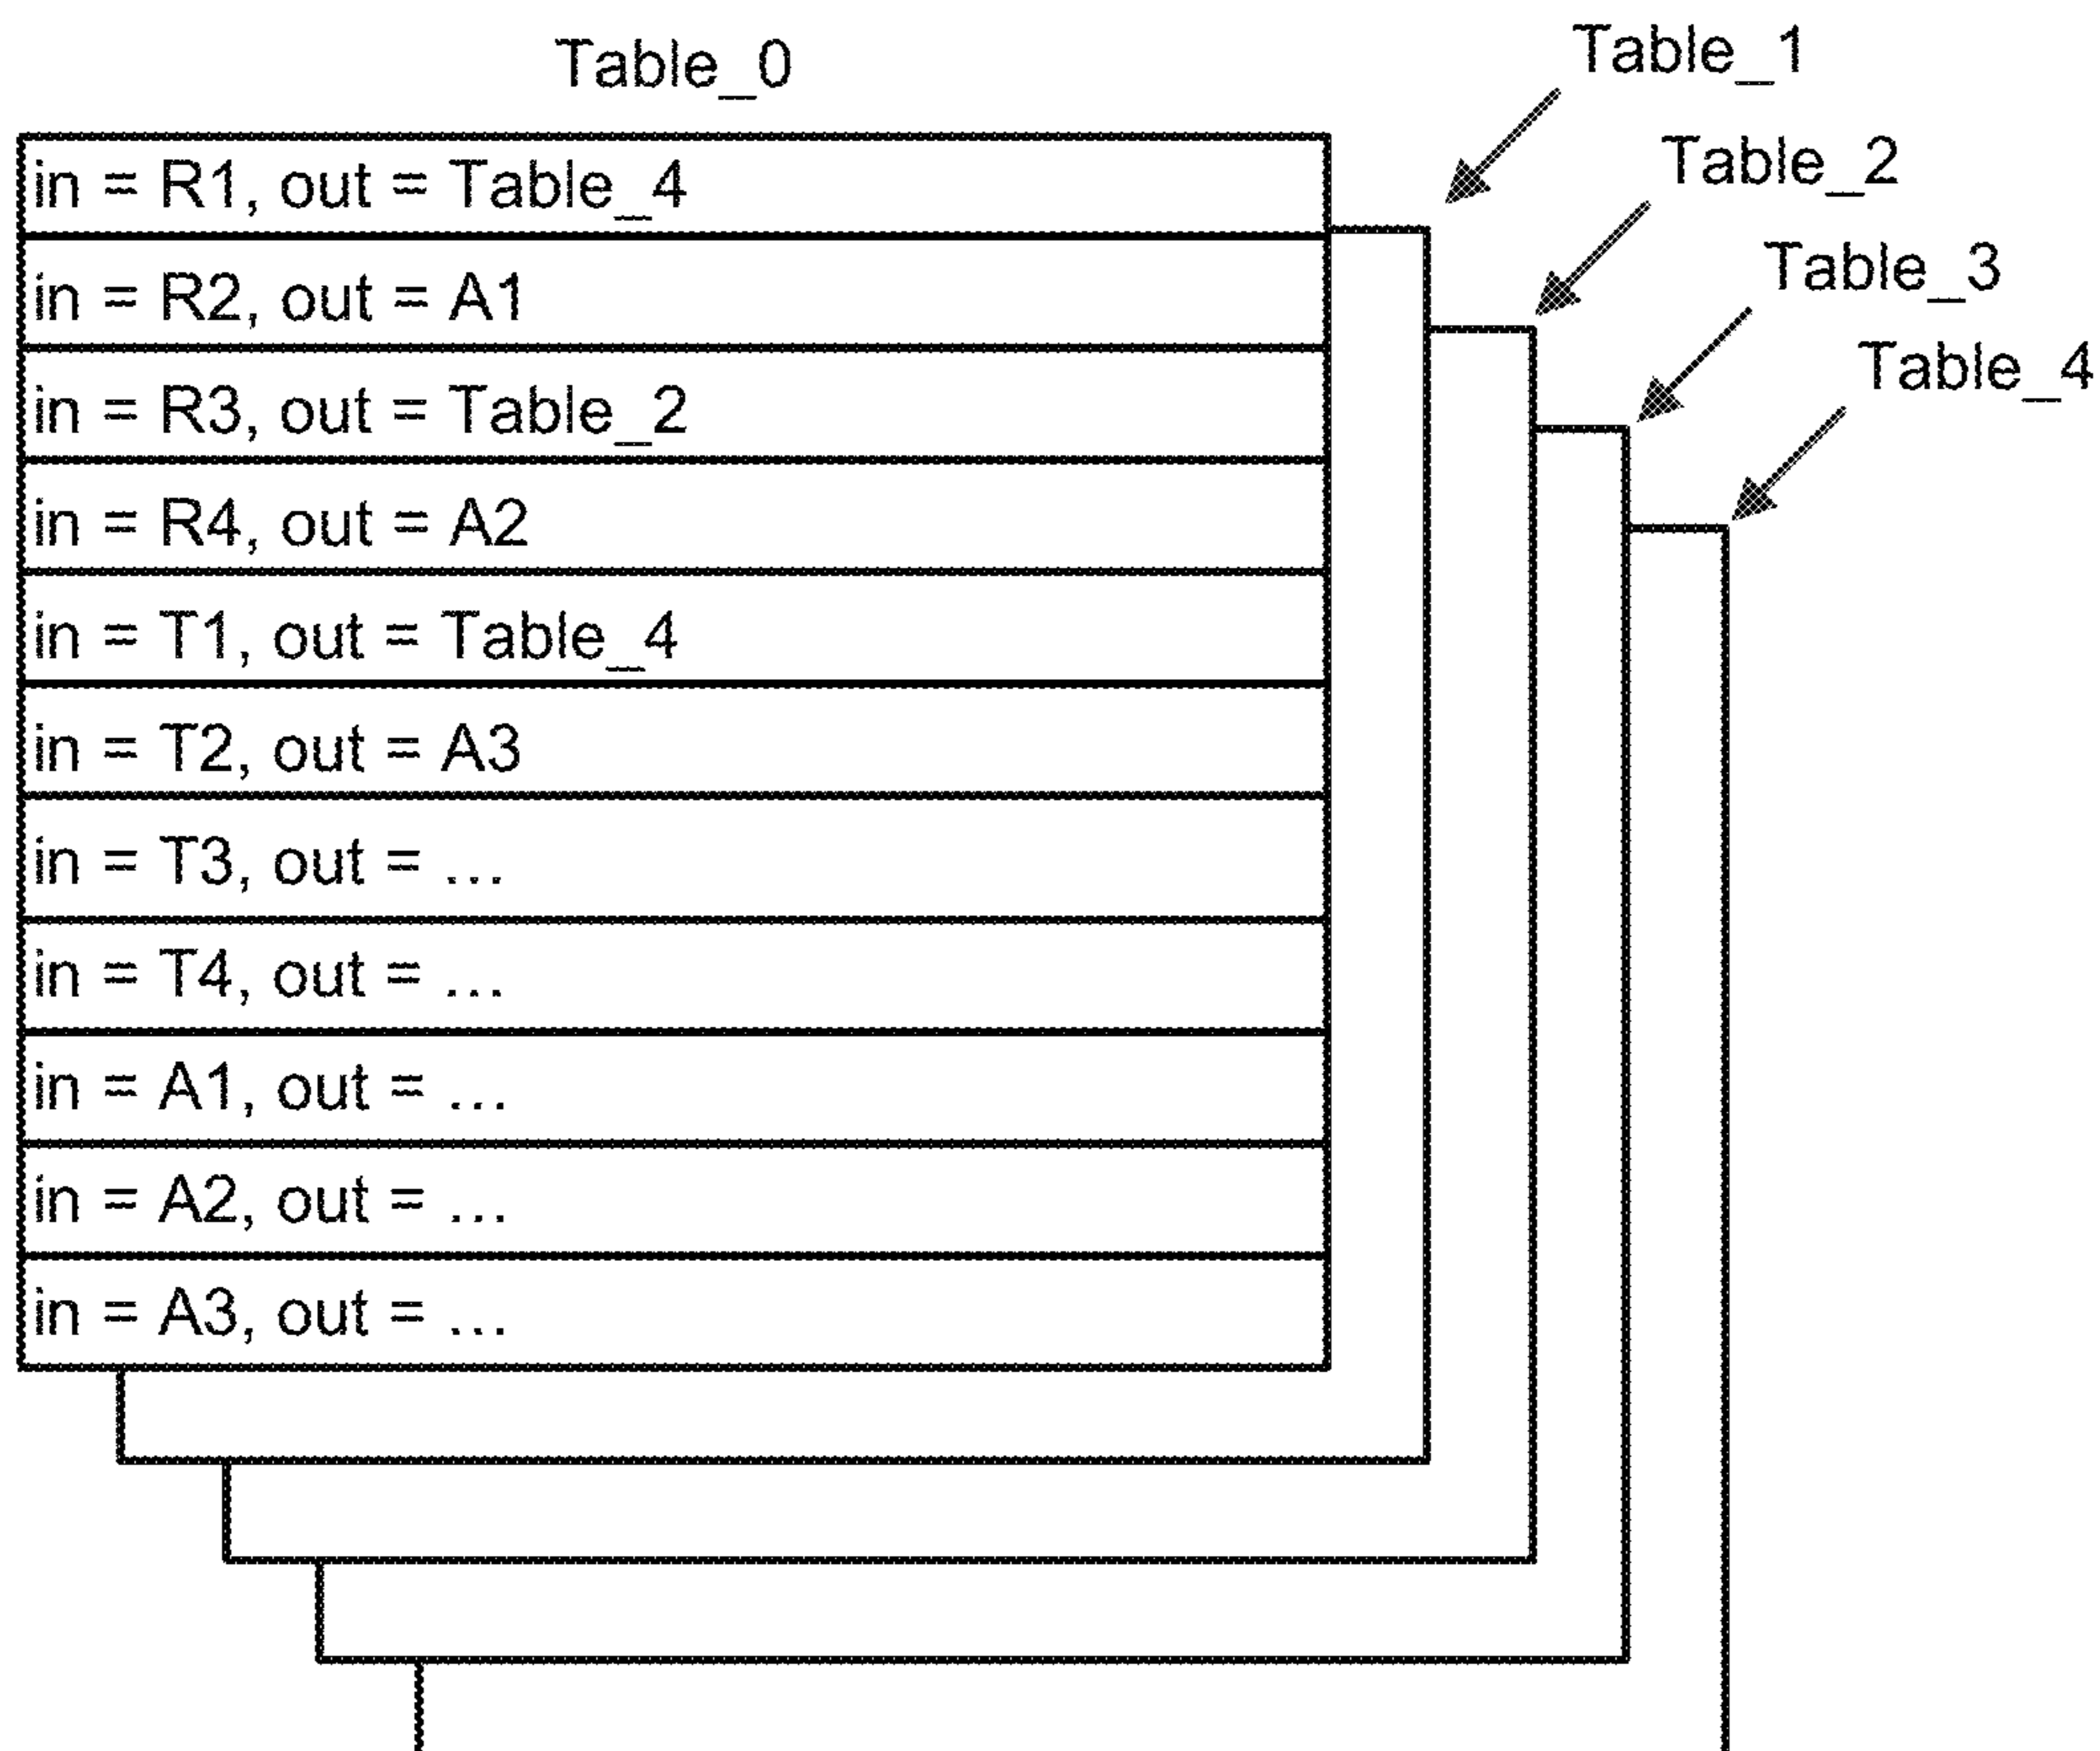 Table_0
Table_1
Table_2
Table_3
Table_4
in = R1, out = Table_4
in = R2, out = A1
in = R3, out = Table_2
in = R4, out = A2
in = T1, out = Table_4
in = T2, out = A3
in = T3, out = ...
in = T4, out = ...
in = A1, out = ...
in = A2, out = ...
in = A3, out = ...